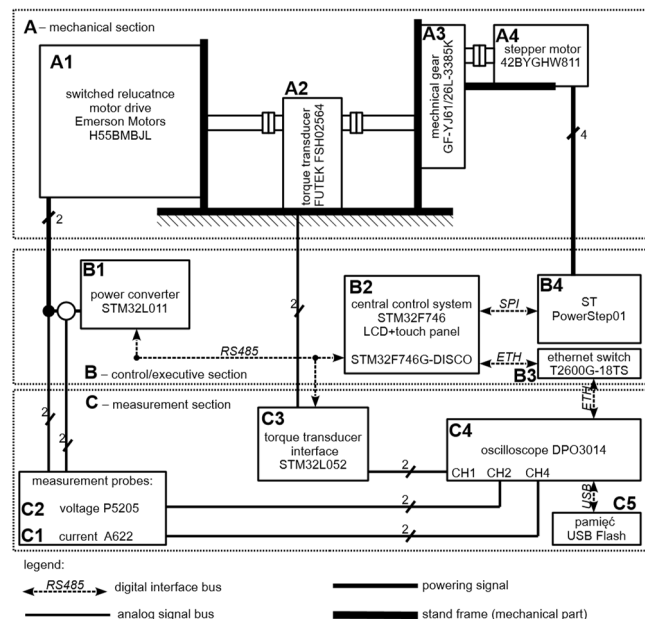 A – mechanical section
A1
switched relucatnce
motor drive
Emerson Motors
H55BMBJL
A2
torque transducer
FUTEK FSH02564
A3
mechnical gear
GF-YJ61/26L-3385K
A4
stepper motor
42BYGHW811
4
2
B1
power converter
STM32L011
2
B2
central control system
STM32F746
LCD+touch panel
STM32F746G-DISCO
SPI
B4
ST
PowerStep01
RS485
ETH
ethernet switch
T2600G-18TS
B3
B – control/executive section
C – measurement section
ETH
2
2
C3
torque transducer
interface
STM32L052
2
C4
oscilloscope DPO3014
CH1 CH2 CH4
measurement probes:
C2 voltage P5205
C1 current A622
2
2
USB
C5
pamięć
USB Flash
legend:
RS485 digital interface bus
analog signal bus
powering signal
stand frame (mechanical part)